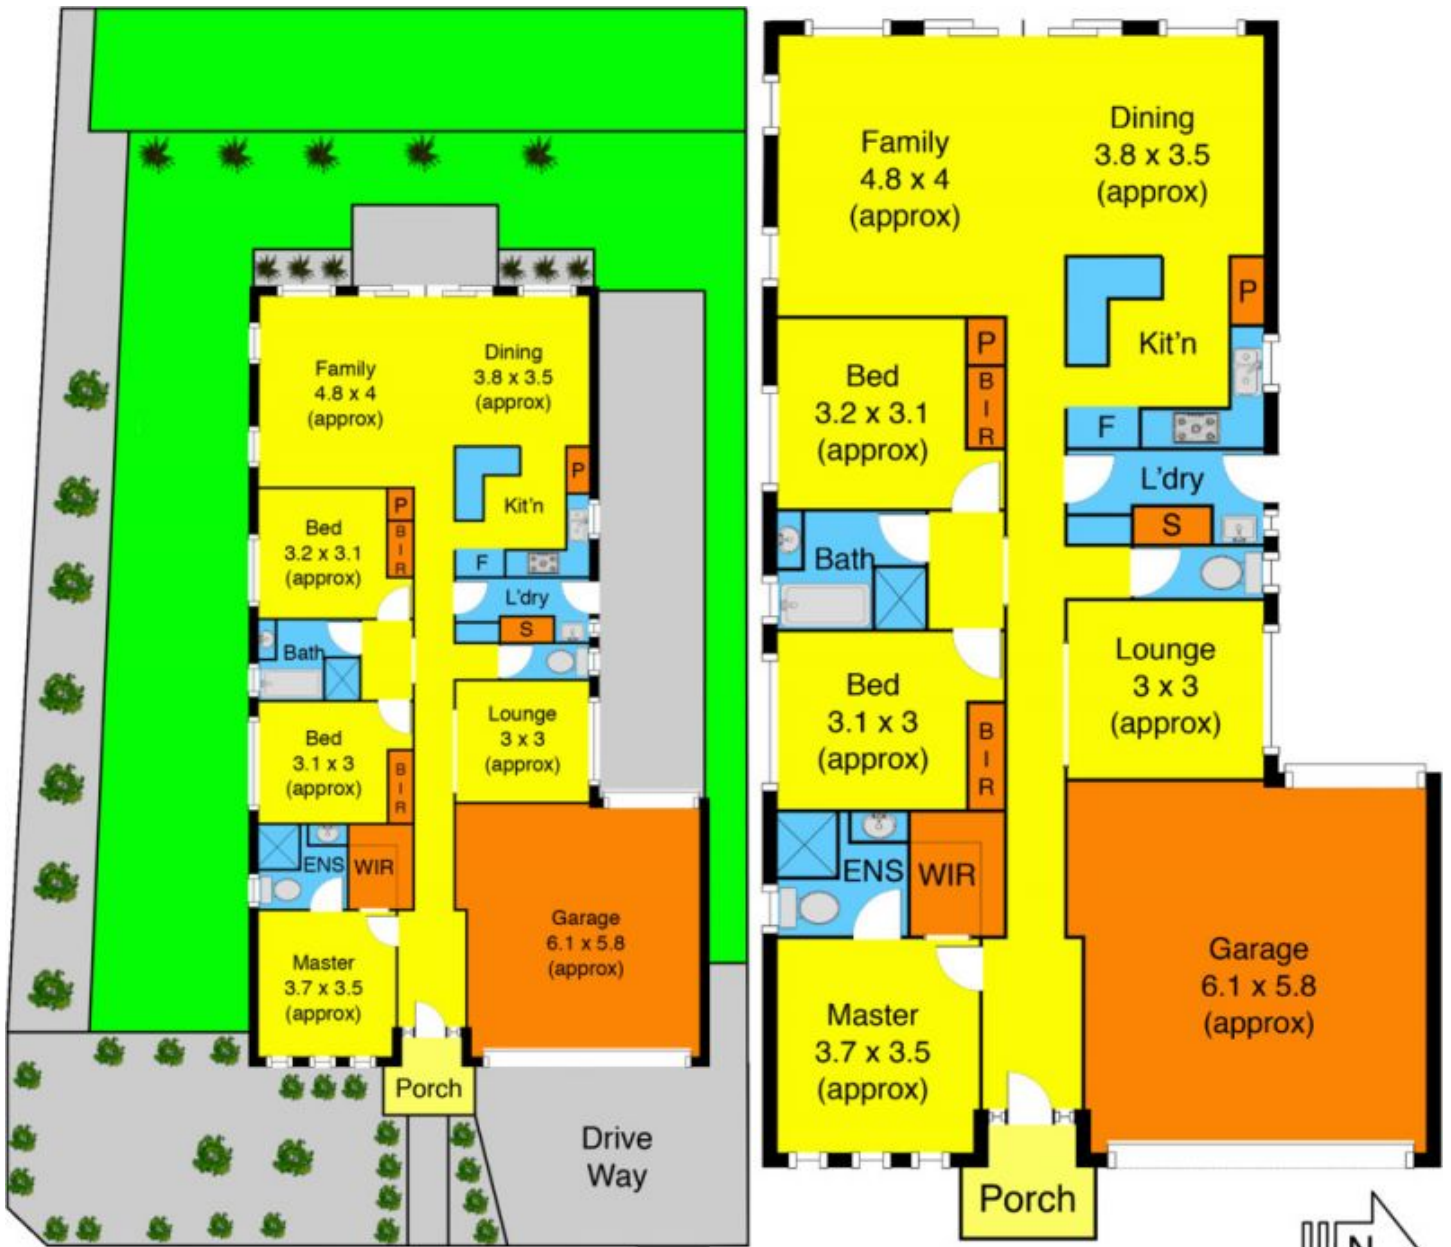 Family
4.8 x 4
(approx)
Dining
3.8 x 3.5
(approx)
P
Kit'n
P
Bed
3.2 x 3.1
(approx)
B
I
R
F
L'dry
S
Bath
Bed
3.1 x 3
(approx)
B
I
R
Lounge
3 x 3
(approx)
ENS
WIR
Master
3.7 x 3.5
(approx)
Garage
6.1 x 5.8
(approx)
Porch
Drive
Way
Family
4.8 x 4
(approx)
Dining
3.8 x 3.5
(approx)
P
Kit'n
P
Bed
3.2 x 3.1
(approx)
B
I
R
F
L'dry
S
Bath
Bed
3.1 x 3
(approx)
B
I
R
Lounge
3 x 3
(approx)
ENS
WIR
Master
3.7 x 3.5
(approx)
Garage
6.1 x 5.8
(approx)
Porch
N